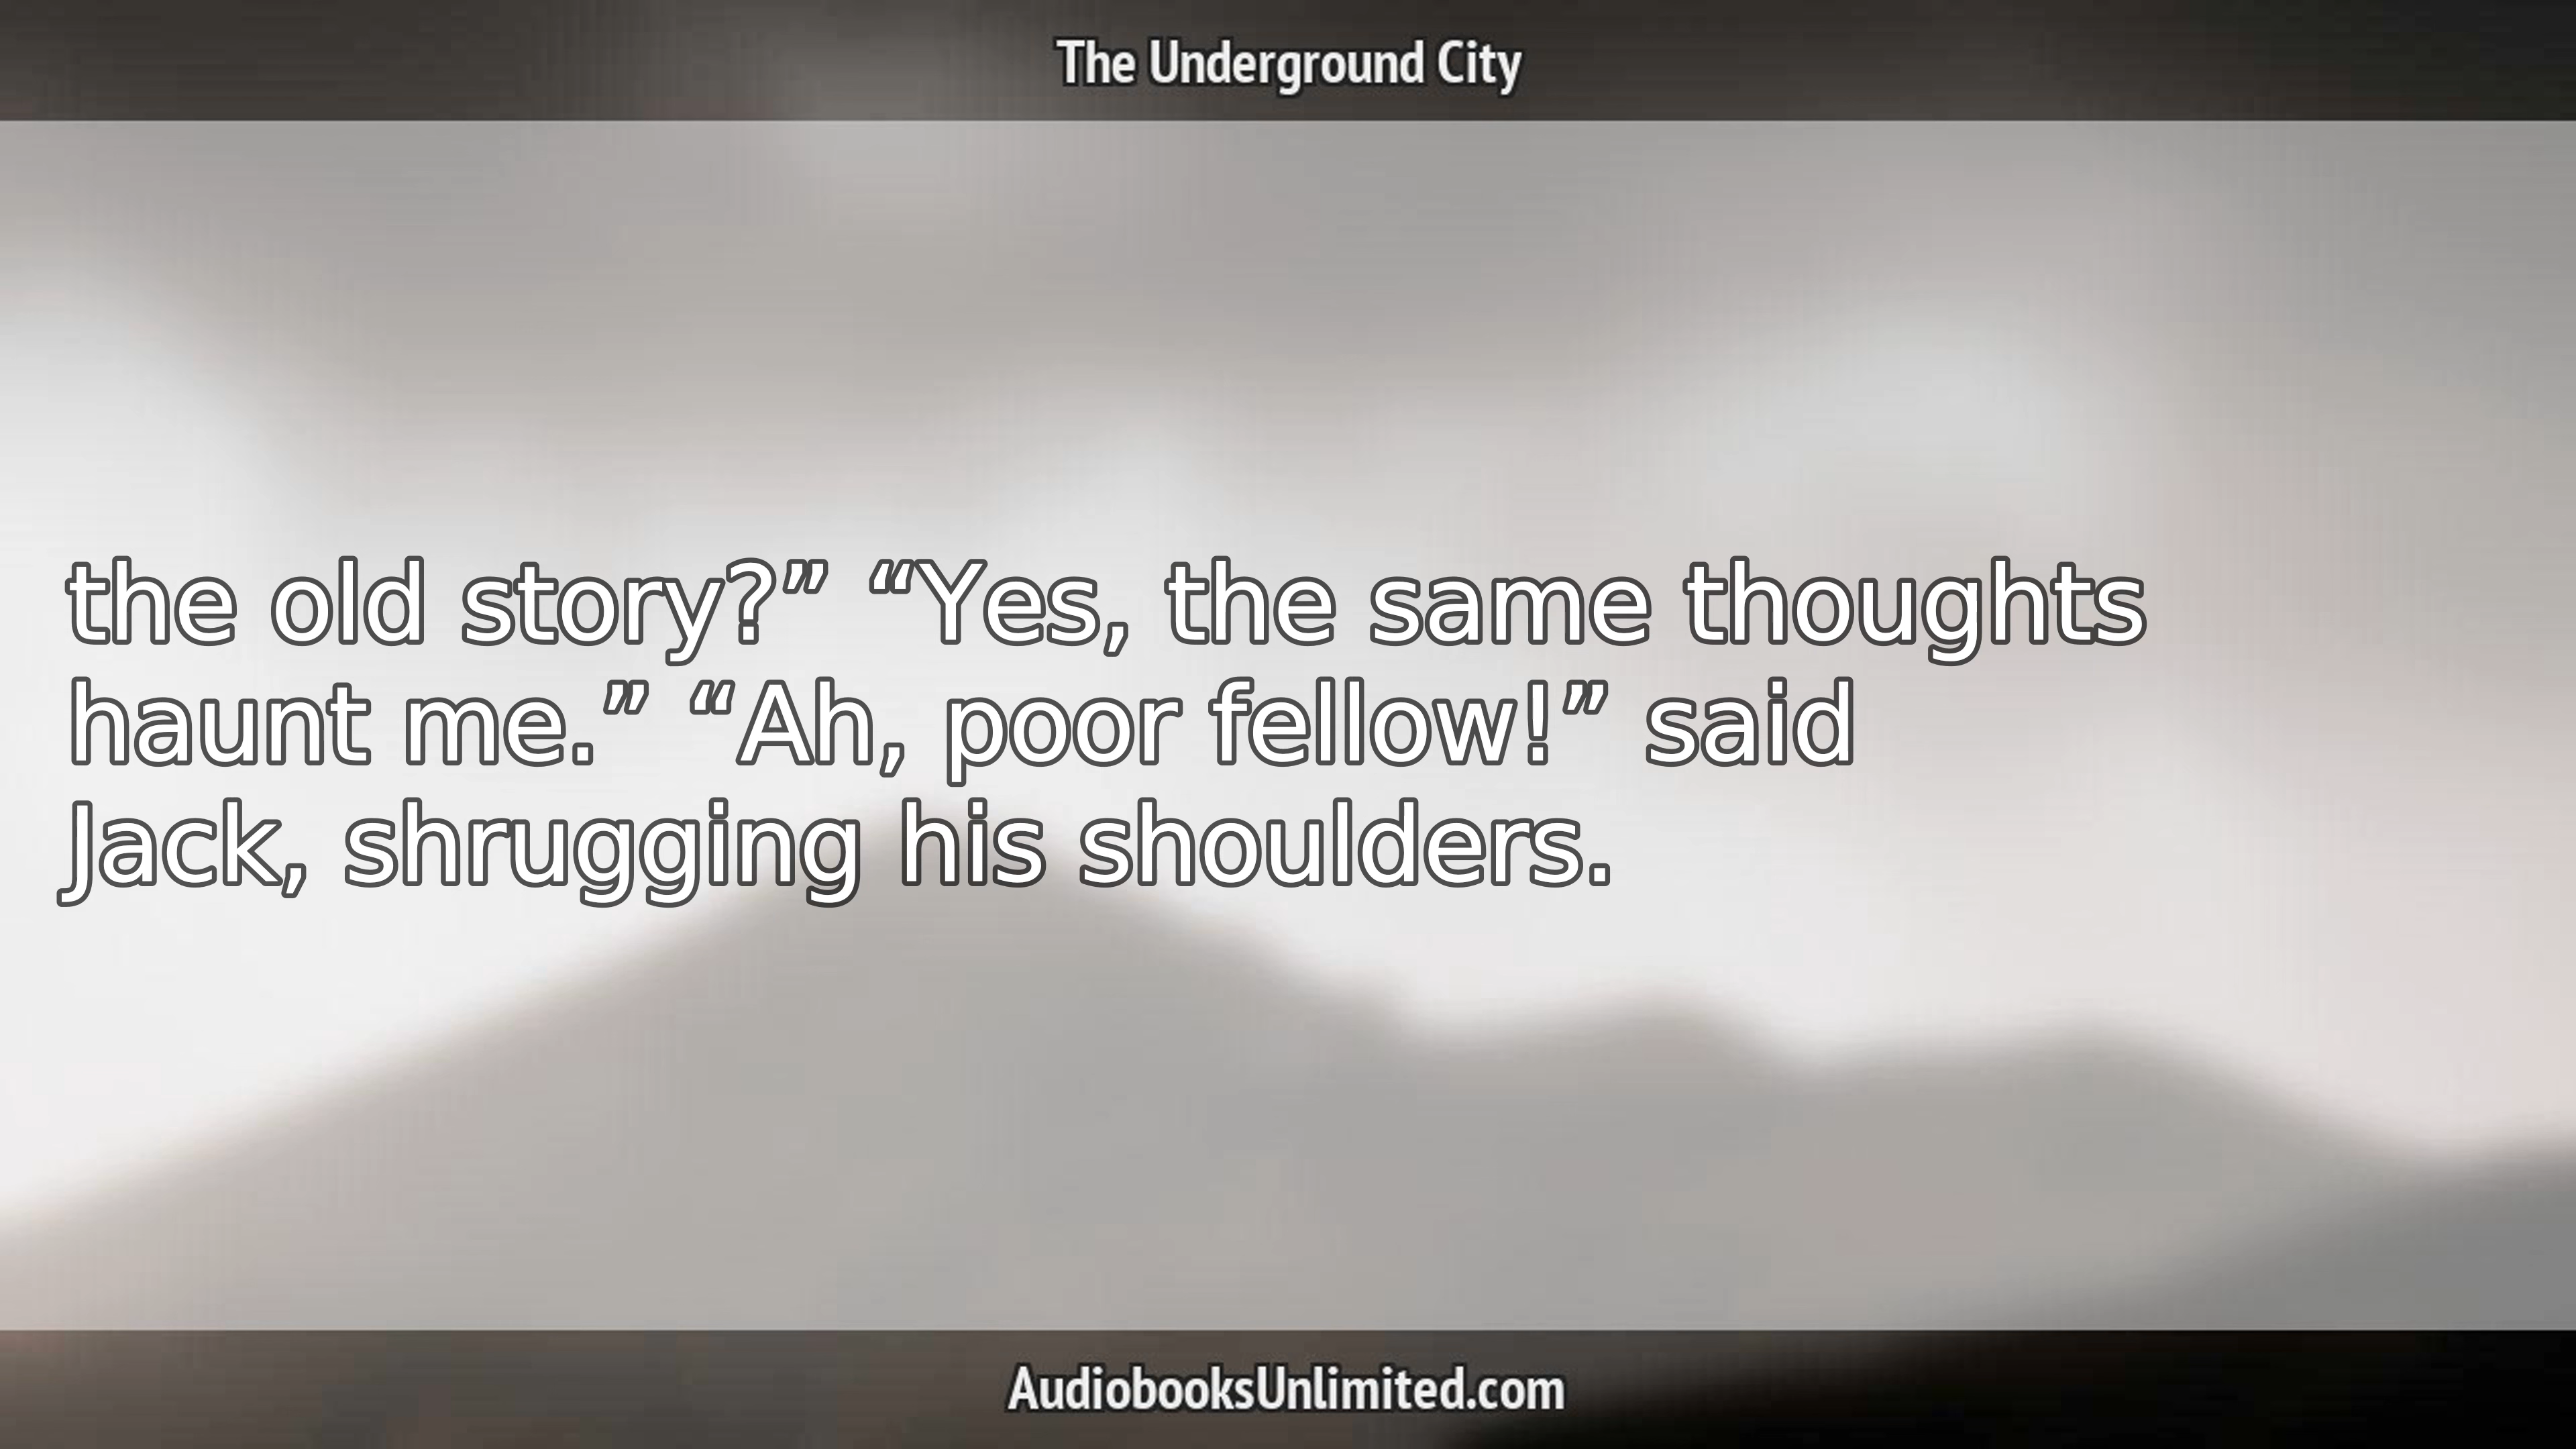 The Underground City
the old story?” “Yes, the same thoughts
haunt me.” “Ah, poor fellow!” said
Jack, shrugging his shoulders.
AudiobooksUnlimited.com